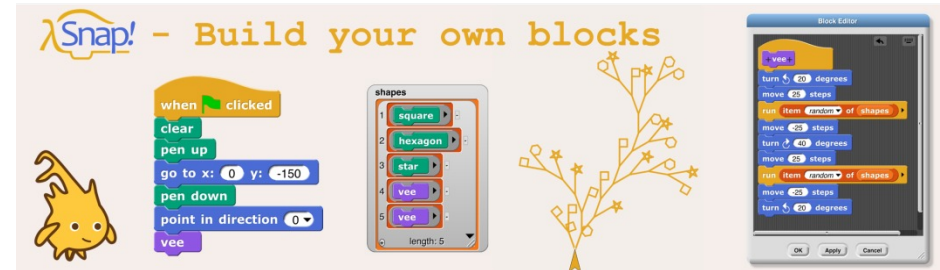 λSnap! - Build your own blocks
when clicked
clear
pen up
go to x: 0 y: -150
pen down
point in direction 0
vee
shapes
1 square
2 hexagon
3 star
4 vee
5 vee
length: 5
Block Editor
+vee+
turn 20 degrees
move 25 steps
run item random of shapes
move -25 steps
turn 40 degrees
move 25 steps
run item random of shapes
move -25 steps
turn 20 degrees
OK Apply Cancel